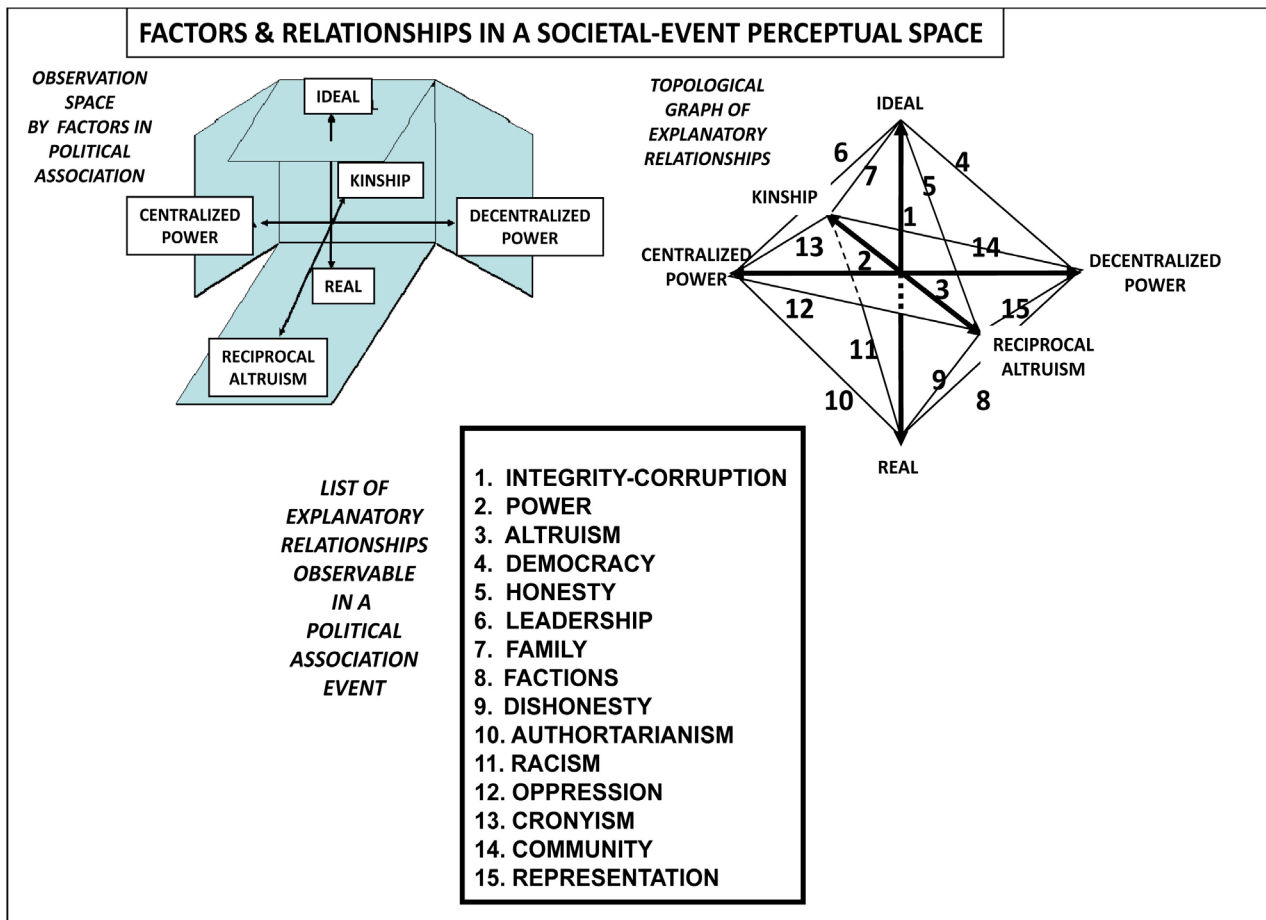 FACTORS & RELATIONSHIPS IN A SOCIETAL-EVENT PERCEPTUAL SPACE
OBSERVATION
SPACE
BY FACTORS IN
POLITICAL
ASSOCIATION
IDEAL
KINSHIP
CENTRALIZED
POWER
DECENTRALIZED
POWER
REAL
RECIPROCAL
ALTRUISM
TOPOLOGICAL
GRAPH OF
EXPLANATORY
RELATIONSHIPS
IDEAL
6
4
7
5
KINSHIP
1
13
14
CENTRALIZED
POWER
2
DECENTRALIZED
POWER
3
12
15
11
RECIPROCAL
ALTRUISM
9
10
8
REAL
LIST OF
EXPLANATORY
RELATIONSHIPS
OBSERVABLE
IN A
POLITICAL
ASSOCIATION
EVENT
1. INTEGRITY-CORRUPTION
2. POWER
3. ALTRUISM
4. DEMOCRACY
5. HONESTY
6. LEADERSHIP
7. FAMILY
8. FACTIONS
9. DISHONESTY
10. AUTHORTARIANISM
11. RACISM
12. OPPRESSION
13. CRONYISM
14. COMMUNITY
15. REPRESENTATION